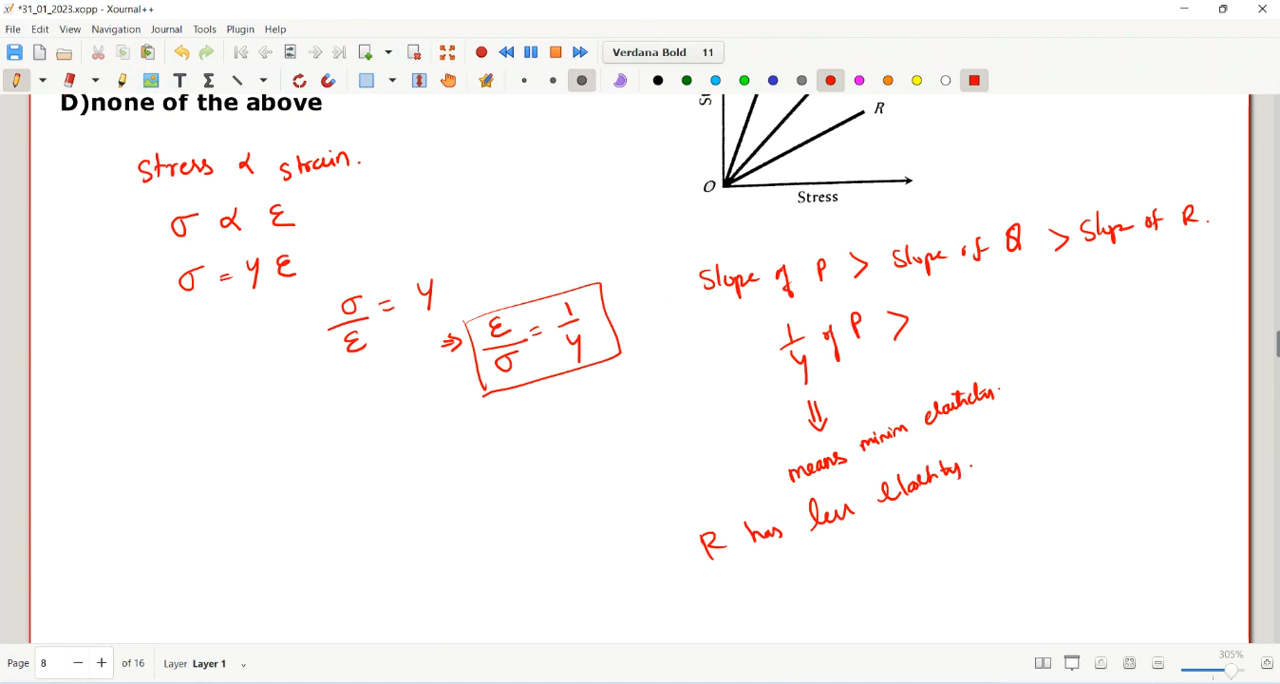 *31_01_2023.xopp - Xournal++
File Edit View Navigation Journal Tools Plugin Help
Verdana Bold 11
D)none of the above
R
O
Stress
Stress ∝ strain.
σ ∝ ε
σ = y ε
σ/ε = y
⇒ ε/σ = 1/y
Slope of P > Slope of Q > Slope of R.
1/y of P >
⇓
means minim elasticity.
R has less elasticity.
Page 8 of 16 Layer Layer 1
305%